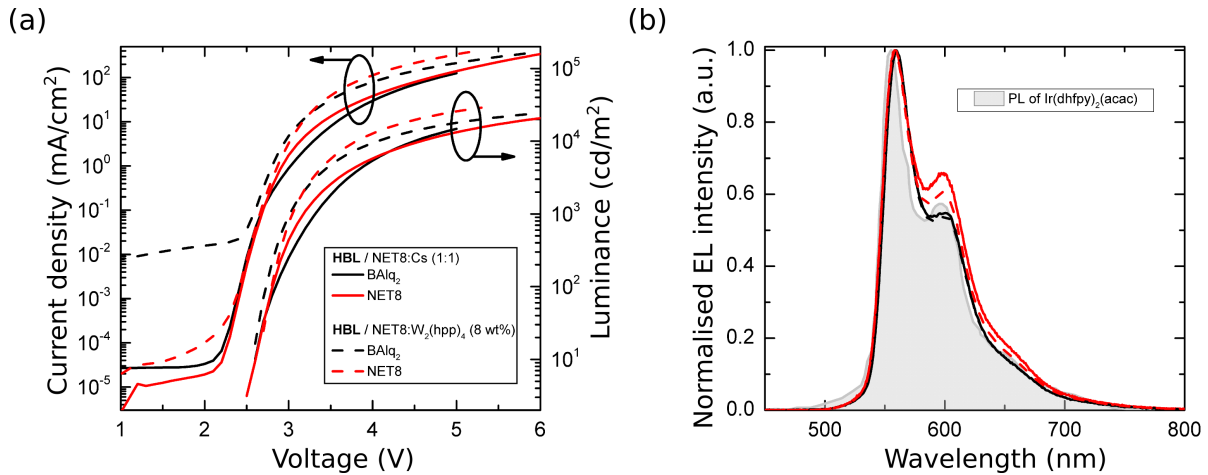 (a)
Current density (mA/cm²)
10²
10¹
10⁰
10⁻¹
10⁻²
10⁻³
10⁻⁴
10⁻⁵
1 2 3 4 5 6
Voltage (V)
10⁵
10⁴
10³
10²
10¹
Luminance (cd/m²)
HBL / NET8:Cs (1:1)
BAlq₂
NET8
HBL / NET8:W₂(hpp)₄ (8 wt%)
BAlq₂
NET8
(b)
Normalised EL intensity (a.u.)
1.0
0.8
0.6
0.4
0.2
0.0
500 600 700 800
Wavelength (nm)
PL of Ir(dhfpy)₂(acac)